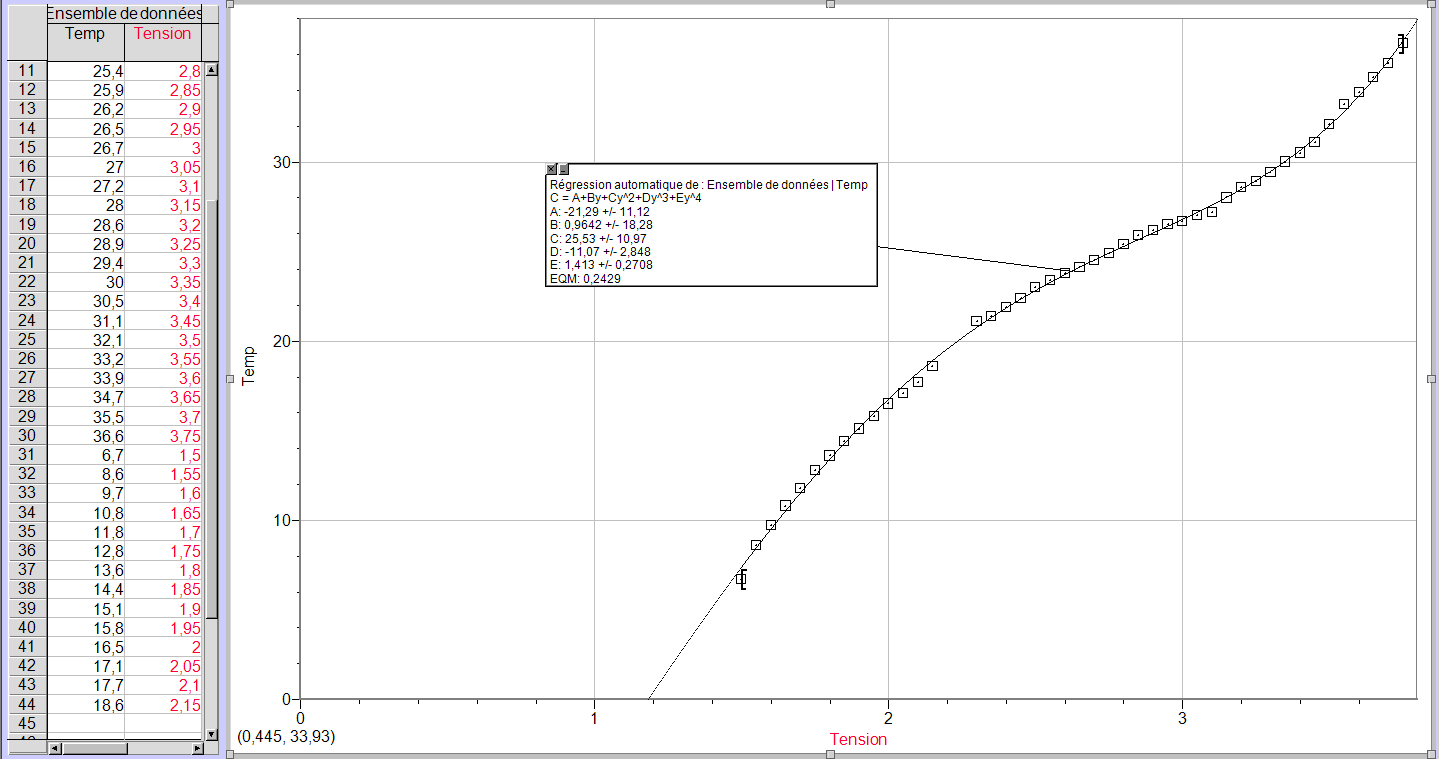 Ensemble de données
Temp Tension
11 25,4 2,8
12 25,9 2,85
13 26,2 2,9
14 26,5 2,95
15 26,7 3
16 27 3,05
17 27,2 3,1
18 28 3,15
19 28,6 3,2
20 28,9 3,25
21 29,4 3,3
22 30 3,35
23 30,5 3,4
24 31,1 3,45
25 32,1 3,5
26 33,2 3,55
27 33,9 3,6
28 34,7 3,65
29 35,5 3,7
30 36,6 3,75
31 6,7 1,5
32 8,6 1,55
33 9,7 1,6
34 10,8 1,65
35 11,8 1,7
36 12,8 1,75
37 13,6 1,8
38 14,4 1,85
39 15,1 1,9
40 15,8 1,95
41 16,5 2
42 17,1 2,05
43 17,7 2,1
44 18,6 2,15
45
30
20
10
0
Temp
Régression automatique de : Ensemble de données | Temp
C = A+By+Cy^2+Dy^3+Ey^4
A: -21,29 +/- 11,12
B: 0,9642 +/- 18,28
C: 25,53 +/- 10,97
D: -11,07 +/- 2,848
E: 1,413 +/- 0,2708
EQM: 0,2429
0 1 2 3
(0,445, 33,93)
Tension